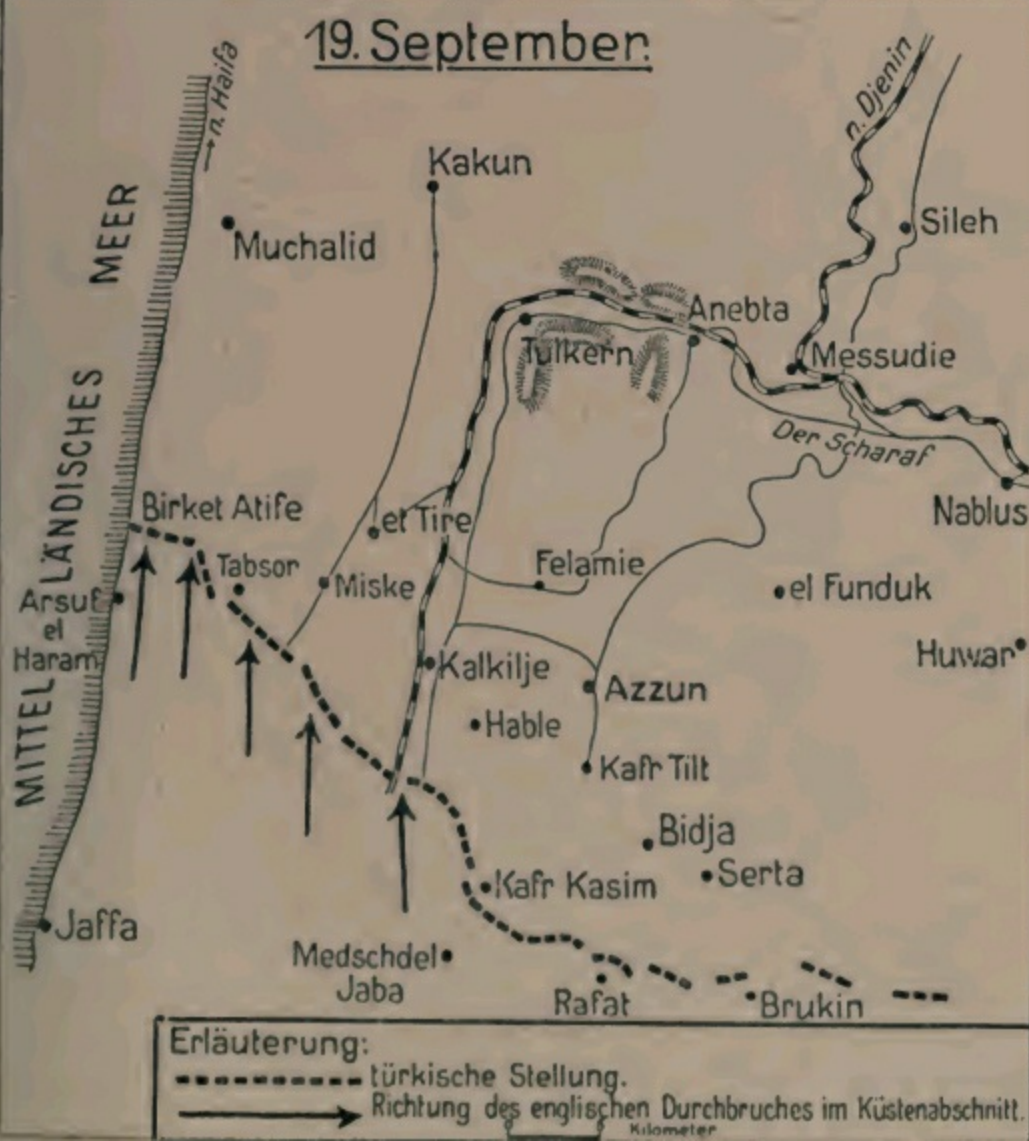 19. September.
n. Haifa
n. Djenin
Kakun
Muchalid
Sileh
MITTEL LÄNDISCHES MEER
Anebta
Tulkern
Messudie
Der Scharaf
Birket Atife
et Tire
Nablus
Tabsor
Felamie
Arsuf
el
Haram
Miske
el Funduk
Huwar
Kalkilje
Azzun
Hable
Kafr Tilt
Bidja
Serta
Kafr Kasim
Jaffa
Medschdel
Jaba
Rafat
Brukin
Erläuterung:
türkische Stellung.
Richtung des englischen Durchbruches im Küstenabschnitt.
Kilometer